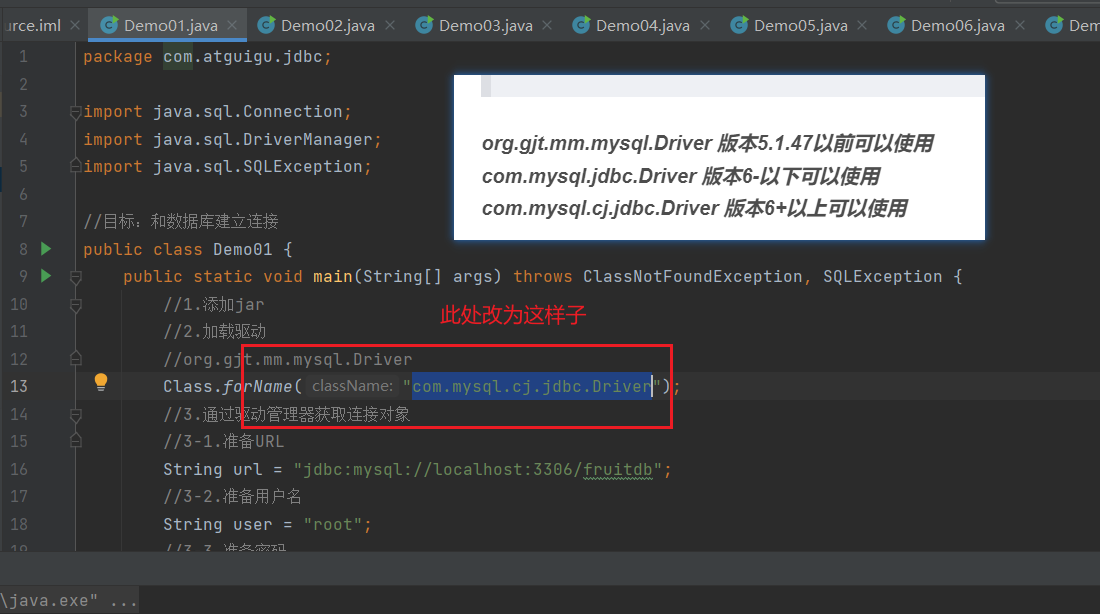 urce.iml Demo01.java Demo02.java Demo03.java Demo04.java Demo05.java Demo06.java Dem
1 package com.atguigu.jdbc;
2
3 import java.sql.Connection;
4 import java.sql.DriverManager;
5 import java.sql.SQLException;
6
7 //目标：和数据库建立连接
8 public class Demo01 {
9 public static void main(String[] args) throws ClassNotFoundException, SQLException {
10 //1.添加jar
11 //2.加载驱动
12 //org.gjt.mm.mysql.Driver
13 Class.forName( className: "com.mysql.cj.jdbc.Driver");
14 //3.通过驱动管理器获取连接对象
15 //3-1.准备URL
16 String url = "jdbc:mysql://localhost:3306/fruitdb";
17 //3-2.准备用户名
18 String user = "root";
19 //3-3.准备密码
org.gjt.mm.mysql.Driver 版本5.1.47以前可以使用
com.mysql.jdbc.Driver 版本6-以下可以使用
com.mysql.cj.jdbc.Driver 版本6+以上可以使用
此处改为这样子
\java.exe" ...